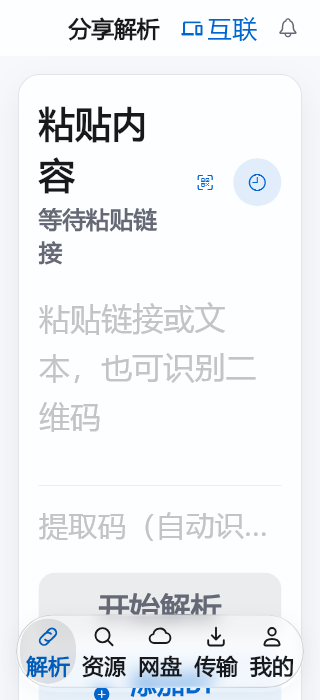 分享解析
互联
粘贴内
容
等待粘贴链
接
粘贴链接或文
本，也可识别二
维码
提取码（自动识...
开始解析
解析 资源 网盘 传输 我的